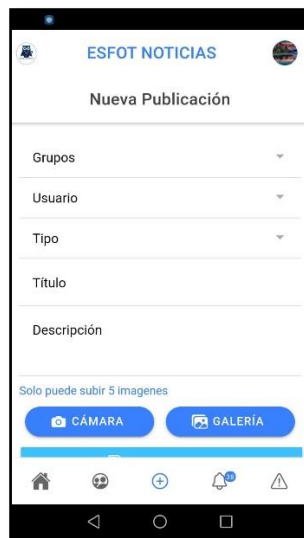 ESFOT NOTICIAS
Nueva Publicación
Grupos
Usuario
Tipo
Título
Descripción
Solo puede subir 5 imagenes
CÁMARA GALERÍA